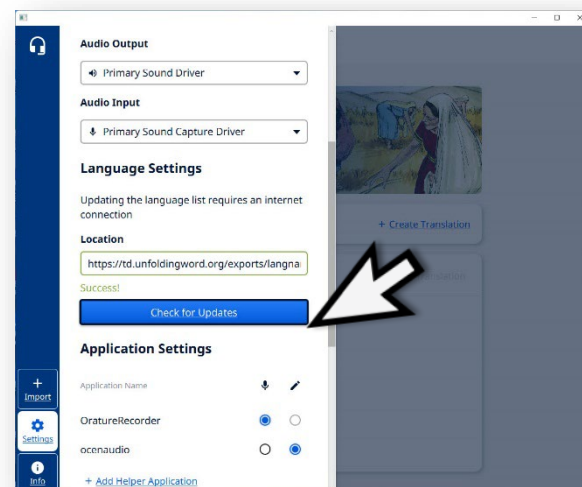 Audio Output
Primary Sound Driver
Audio Input
Primary Sound Capture Driver
Language Settings
Updating the language list requires an internet
connection
Location
https://td.unfoldingword.org/exports/langna
Success!
Check for Updates
Application Settings
Application Name
OratureRecorder
ocenaudio
+ Add Helper Application
+ Import
Settings
Info
+ Create Translation